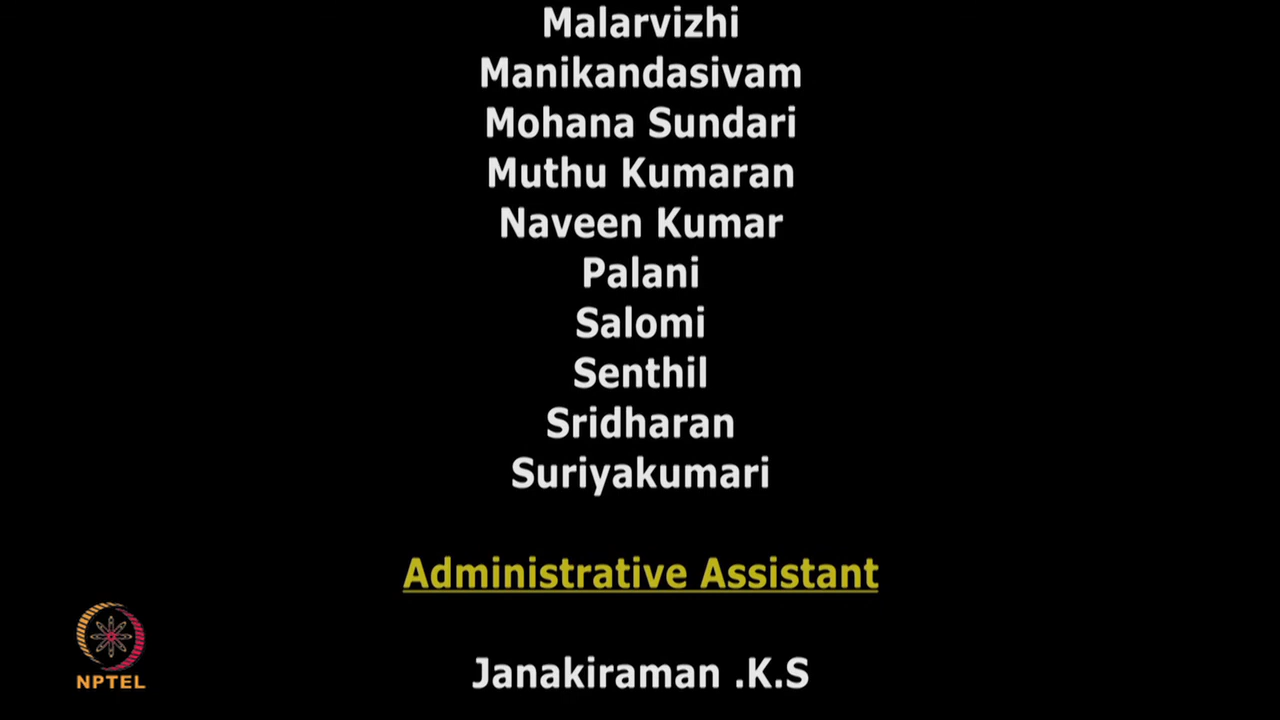 Malarvizhi
Manikandasivam
Mohana Sundari
Muthu Kumaran
Naveen Kumar
Palani
Salomi
Senthil
Sridharan
Suriyakumari
Administrative Assistant
Janakiraman .K.S
NPTEL